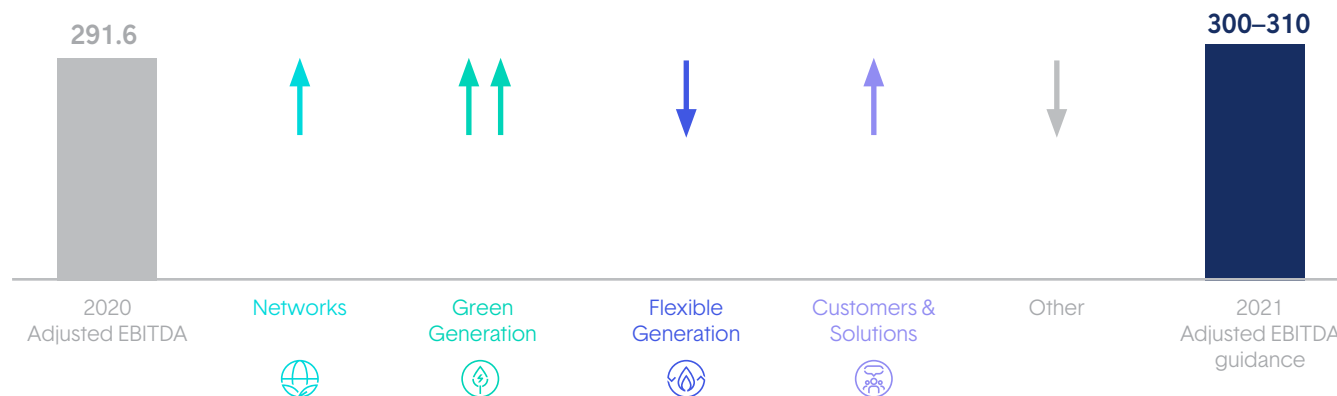 291.6
300–310
2020
Adjusted EBITDA
Networks
Green
Generation
Flexible
Generation
Customers &
Solutions
Other
2021
Adjusted EBITDA
guidance